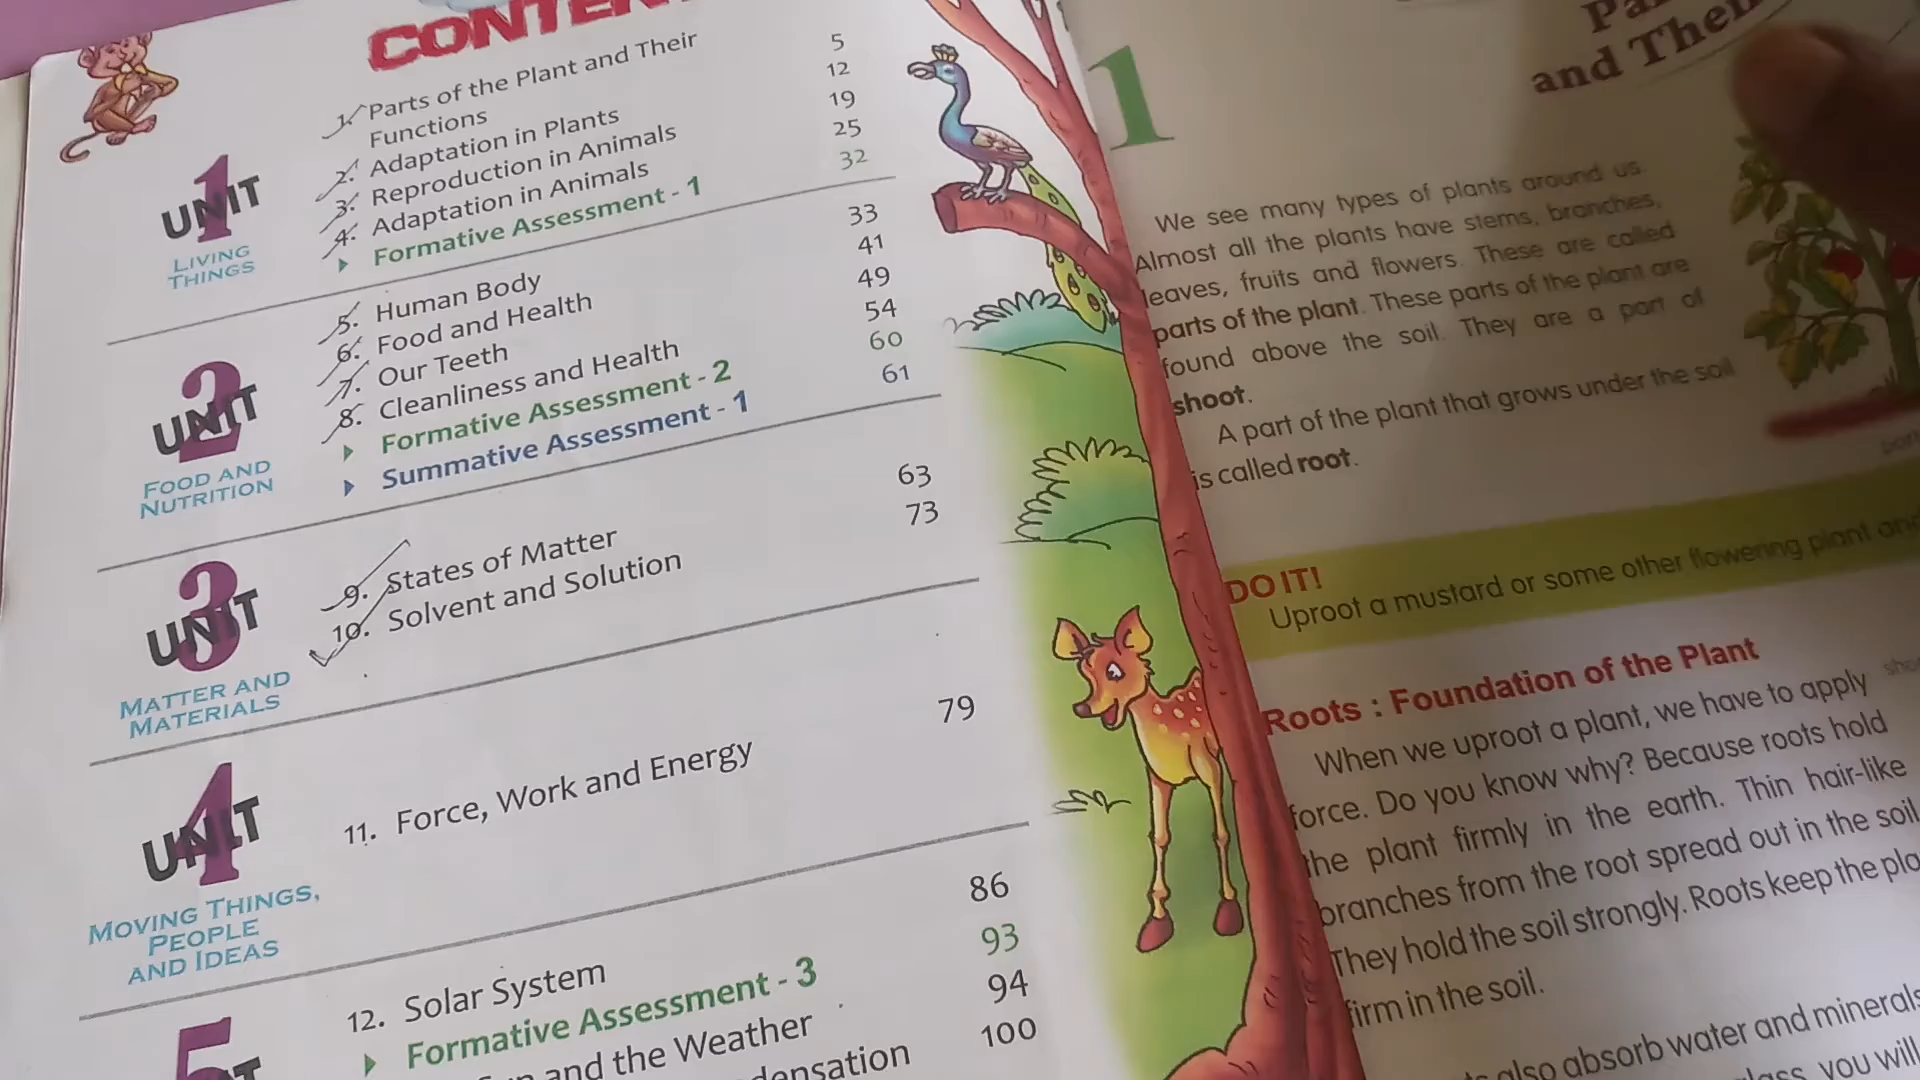 UNIT 1
LIVING
THINGS
1. Parts of the Plant and Their 5
Functions
2. Adaptation in Plants 12
3. Reproduction in Animals 19
4. Adaptation in Animals 25
Formative Assessment - 1 32
UNIT 2
FOOD AND
NUTRITION
5. Human Body 33
6. Food and Health 41
7. Our Teeth 49
8. Cleanliness and Health 54
Formative Assessment - 2 60
Summative Assessment - 1 61
UNIT 3
MATTER AND
MATERIALS
9. States of Matter 63
10. Solvent and Solution 73
UNIT 4
MOVING THINGS,
PEOPLE
AND IDEAS
11. Force, Work and Energy 79
5
12. Solar System 86
Formative Assessment - 3 93
and the Weather 94
100
1
and Their
We see many types of plants around us.
Almost all the plants have stems, branches,
leaves, fruits and flowers. These are called
parts of the plant. These parts of the plant are
found above the soil. They are a part of
shoot.
A part of the plant that grows under the soil
is called root.
DO IT!
Uproot a mustard or some other flowering plant and
Roots : Foundation of the Plant
When we uproot a plant, we have to apply
force. Do you know why? Because roots hold
the plant firmly in the earth. Thin hair-like
branches from the root spread out in the soil.
They hold the soil strongly. Roots keep the
firm in the soil.
also absorb water and minerals
you will